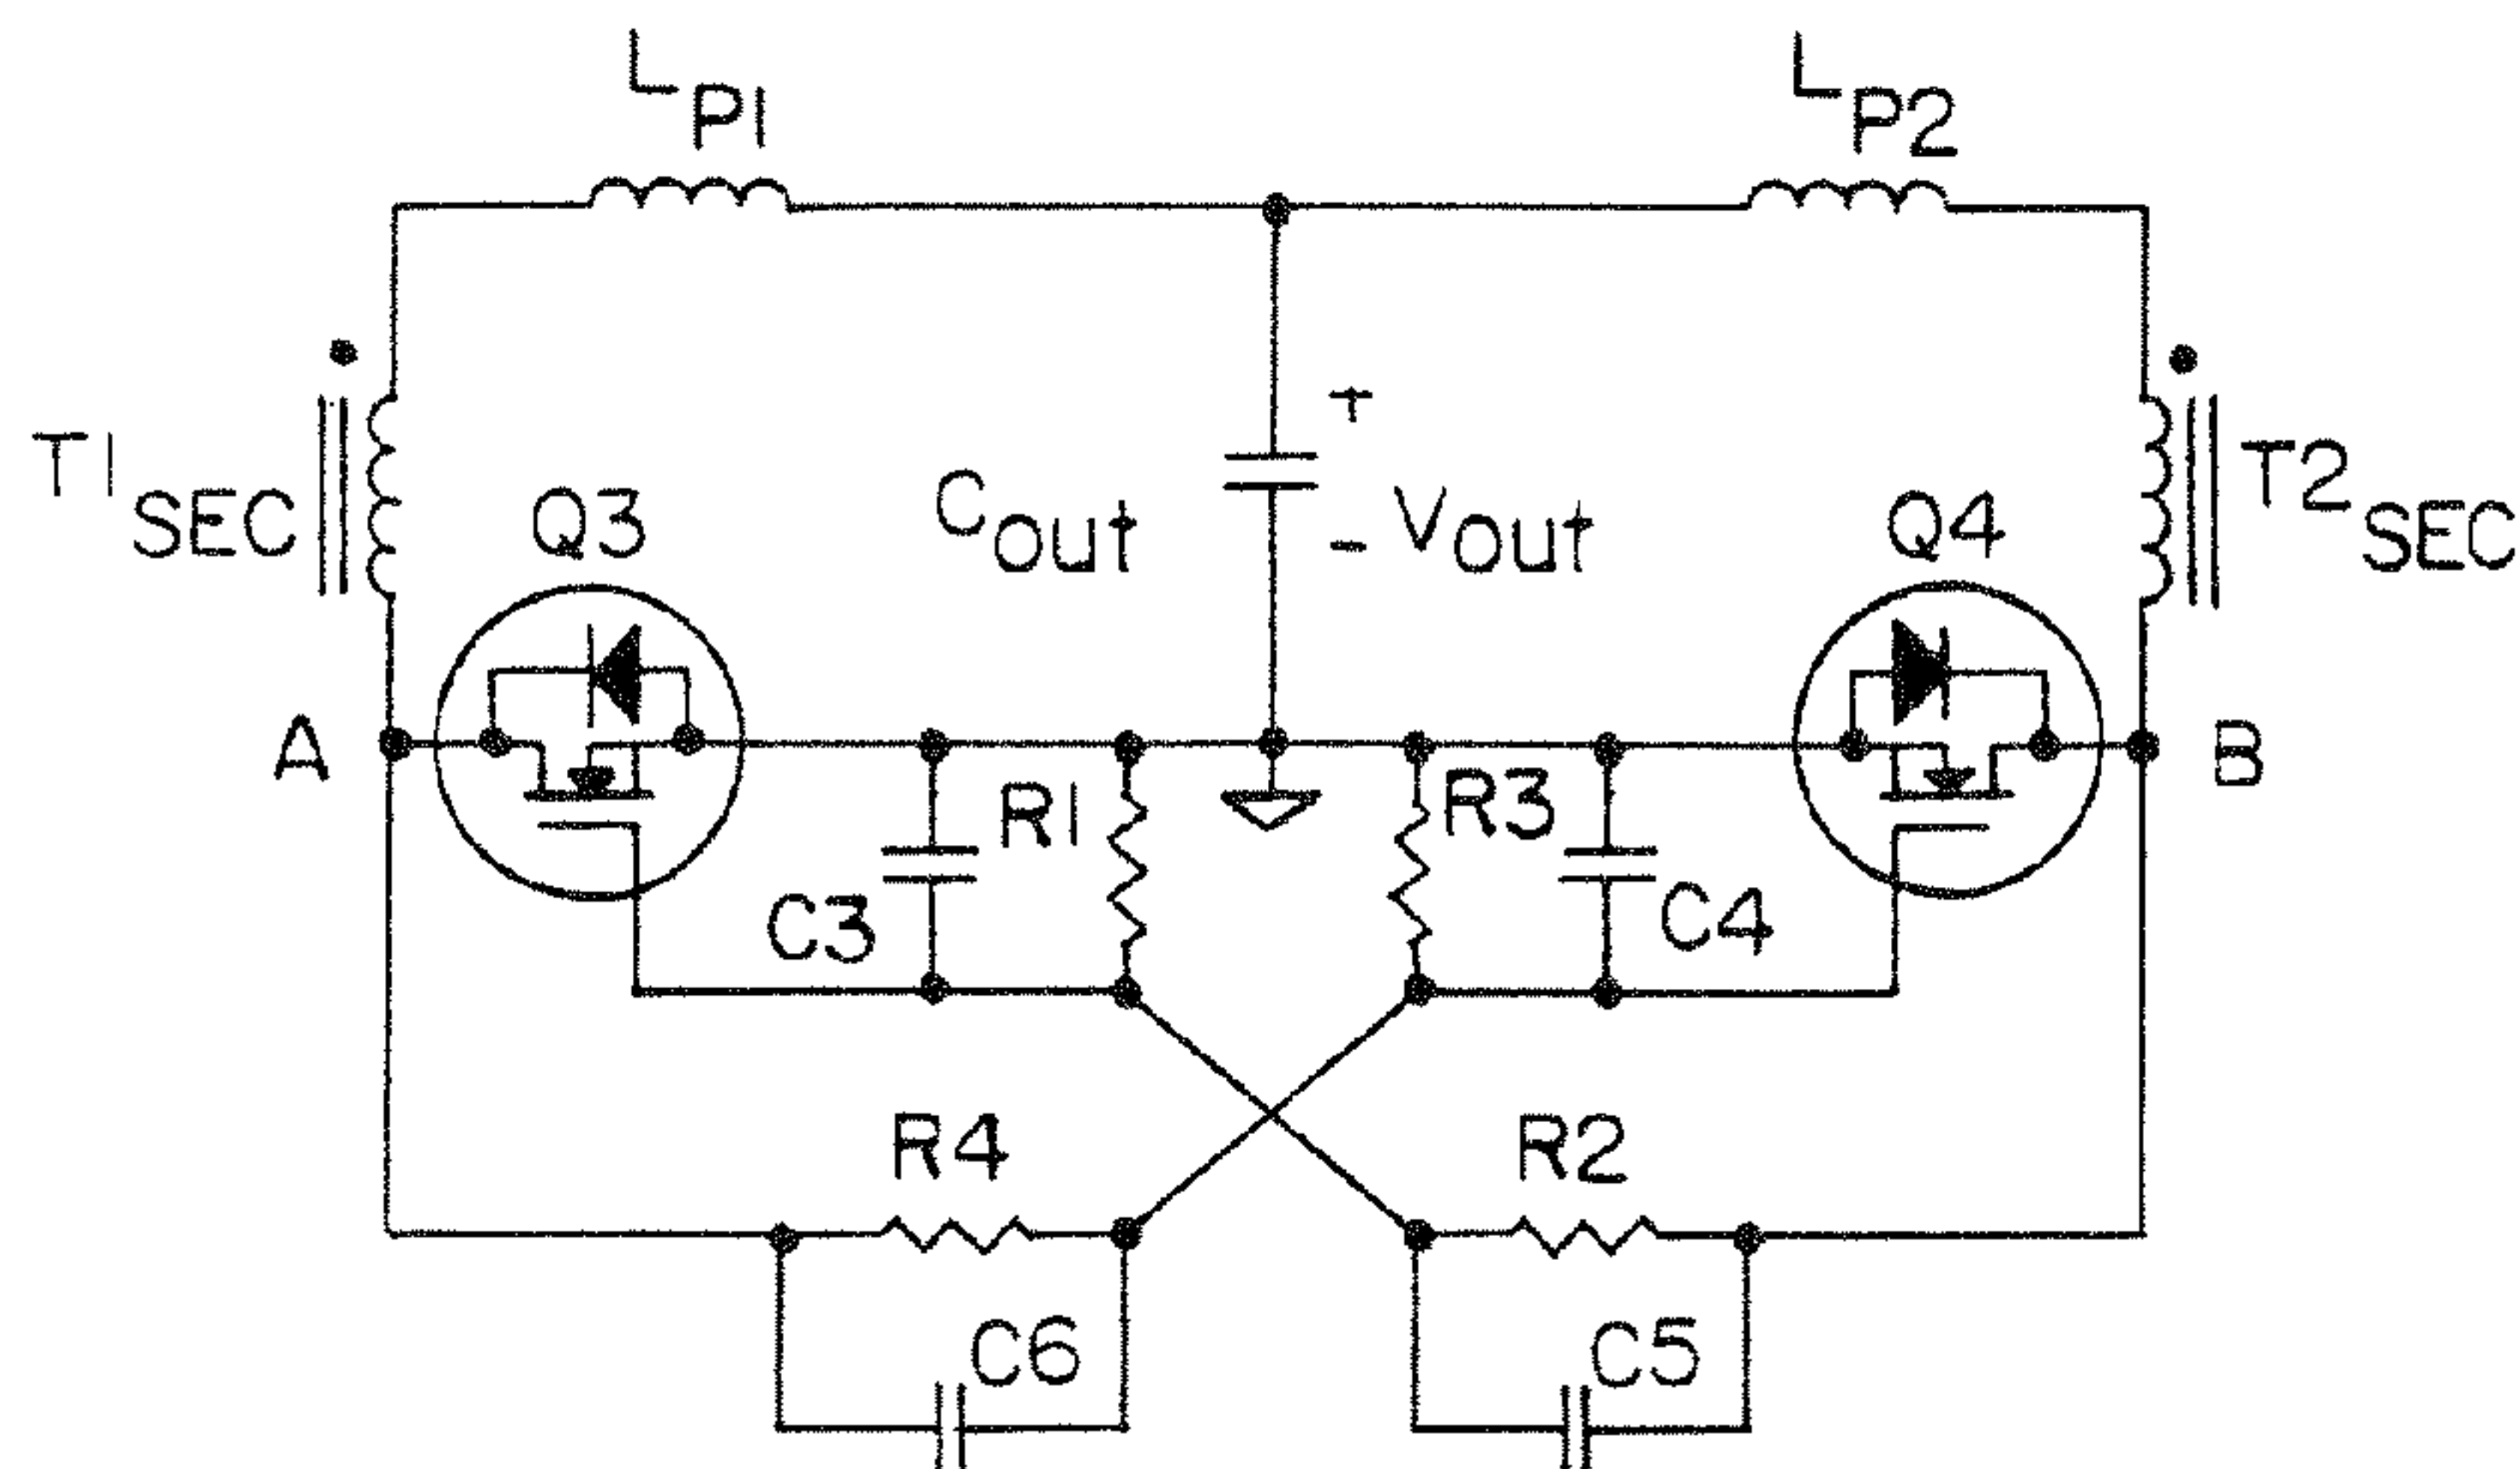 LP1
LP2
T1SEC
Q3
Cout
+
- Vout
Q4
T2SEC
A
B
R1
R3
C3
C4
R4
R2
C6
C5